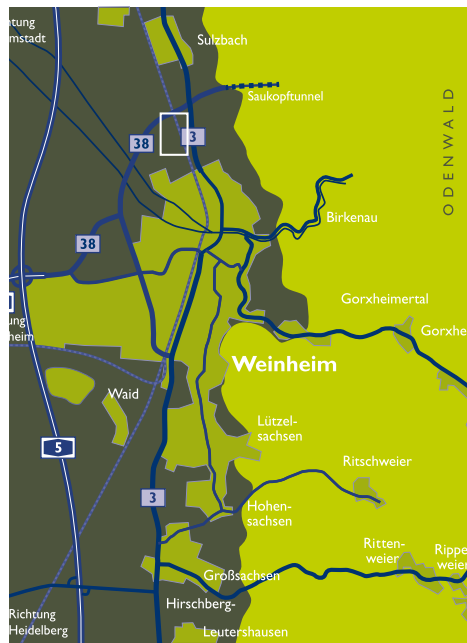 tung
mstadt
Sulzbach
Saukopftunnel
3
38
ODENWALD
Birkenau
38
Gorxheimertal
ung
heim
Gorxhe
Weinheim
Waid
Lützel-
sachsen
5
Ritschweier
3
Hohen-
sachsen
Ritten-
weier
Rippe
weier
Großsachsen
Hirschberg-
Richtung
Heidelberg
Leutershausen